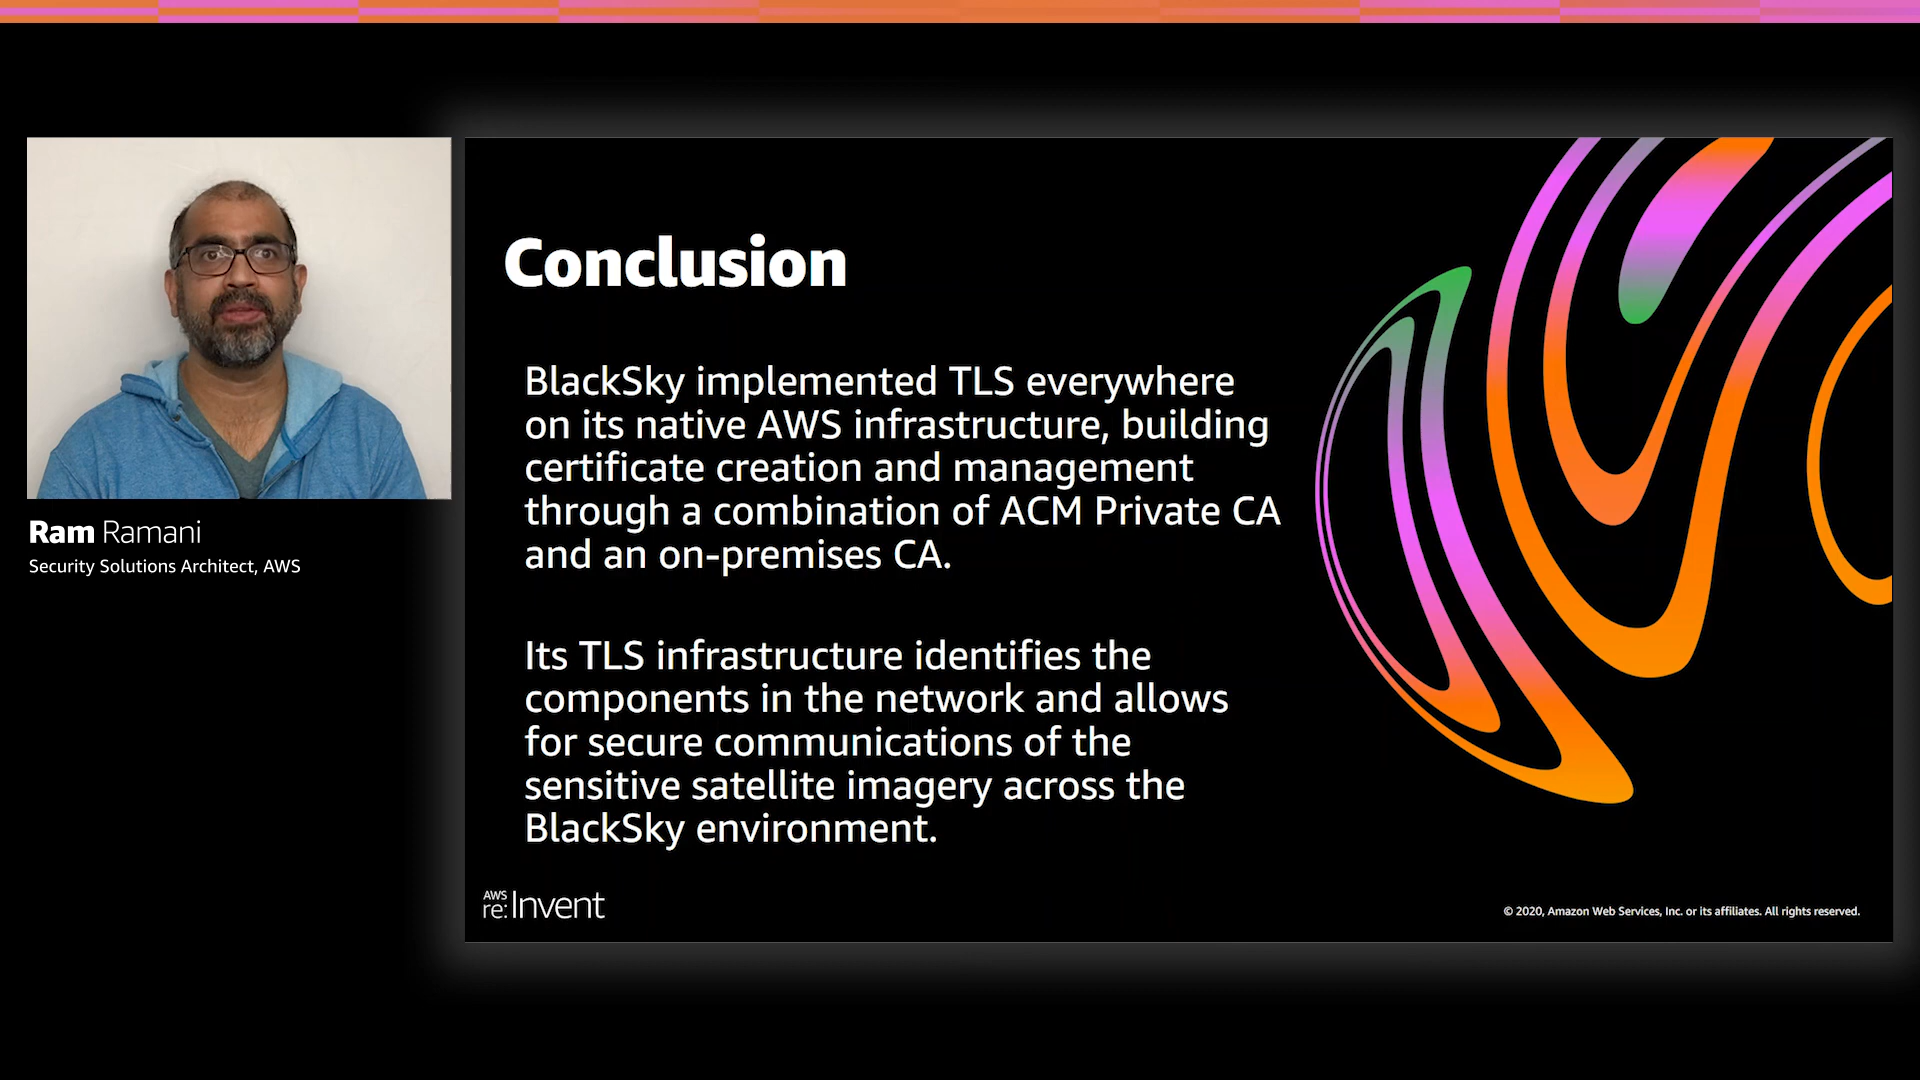 Ram Ramani
Security Solutions Architect, AWS
Conclusion
BlackSky implemented TLS everywhere
on its native AWS infrastructure, building
certificate creation and management
through a combination of ACM Private CA
and an on-premises CA.
Its TLS infrastructure identifies the
components in the network and allows
for secure communications of the
sensitive satellite imagery across the
BlackSky environment.
AWS
re:Invent
© 2020, Amazon Web Services, Inc. or its affiliates. All rights reserved.